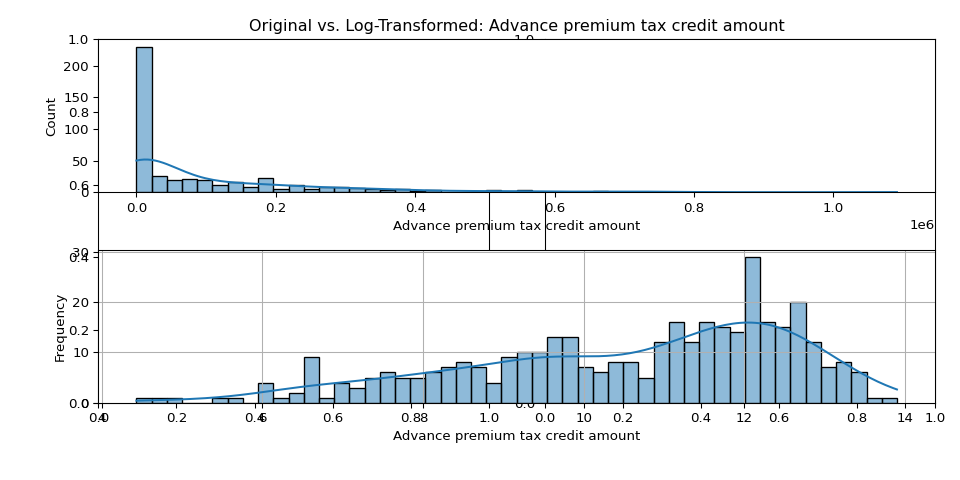 Original vs. Log-Transformed: Advance premium tax credit amount
1.0
1.0
200
150
0.8
100
50
0.6
0
Count
0.0 0.2 0.4 0.6 0.8 1.0
1e6
Advance premium tax credit amount
30
0.4
20
0.2
10
0.0
Frequency
0.0
4 0.0 0.2 0.4 6 0.6 0.8 8 1.0 0.0 10 0.2 0.4 12 0.6 0.8 14 1.0
Advance premium tax credit amount